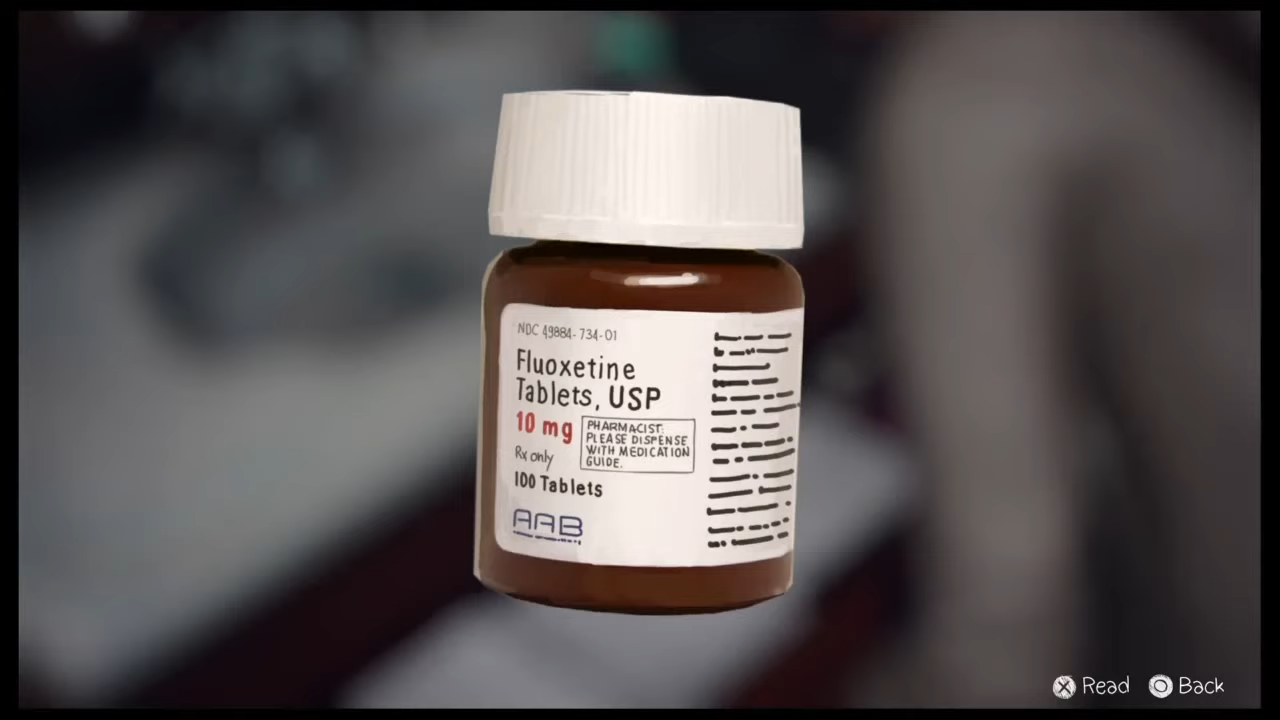 NDC 49884-734-01
Fluoxetine
Tablets, USP
10 mg
PHARMACIST:
PLEASE DISPENSE
WITH MEDICATION
GUIDE.
Rx only
100 Tablets
AAB
Read
Back